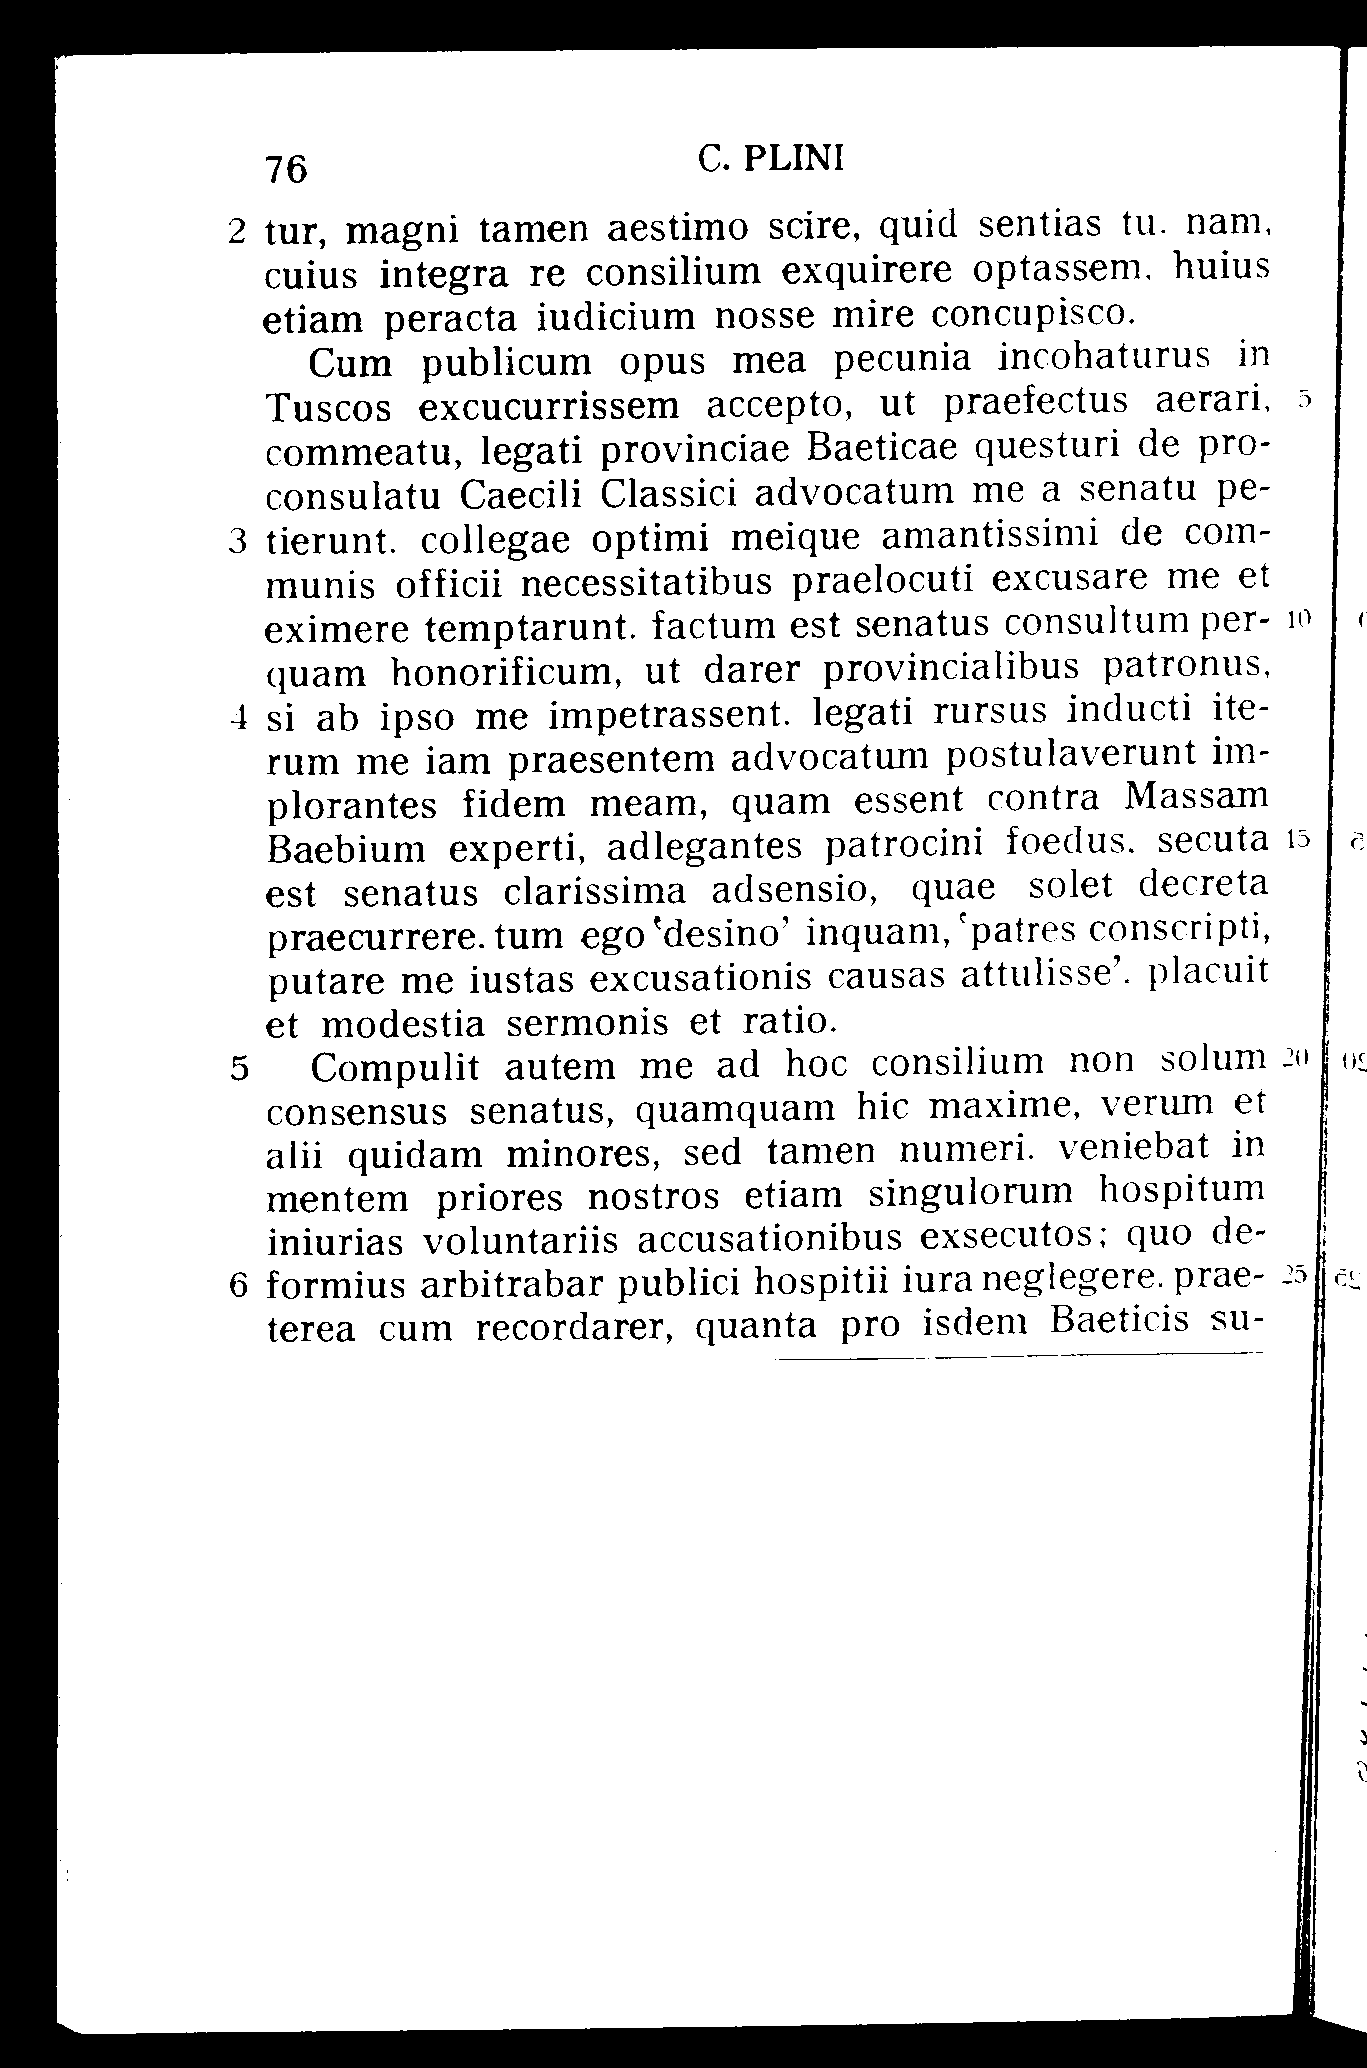 76 C. PLINI
2 tur, magni tamen aestimo scire, quid sentias tu. nam,
cuius integra re consilium exquirere optassem, huius
etiam peracta iudicium nosse mire concupisco.
Cum publicum opus mea pecunia incohaturus in
Tuscos excucurrissem accepto, ut praefectus aerari, 5
commeatu, legati provinciae Baeticae questuri de pro-
consulatu Caecili Classici advocatum me a senatu pe-
3 tierunt. collegae optimi meique amantissimi de com-
munis officii necessitatibus praelocuti excusare me et
eximere temptarunt. factum est senatus consultum per- 10
quam honorificum, ut darer provincialibus patronus,
4 si ab ipso me impetrassent. legati rursus inducti ite-
rum me iam praesentem advocatum postulaverunt im-
plorantes fidem meam, quam essent contra Massam
Baebium experti, adlegantes patrocini foedus. secuta 15
est senatus clarissima adsensio, quae solet decreta
praecurrere. tum ego ‘desino’ inquam, ‘patres conscripti,
putare me iustas excusationis causas attulisse’. placuit
et modestia sermonis et ratio.
5 Compulit autem me ad hoc consilium non solum 20
consensus senatus, quamquam hic maxime, verum et
alii quidam minores, sed tamen numeri. veniebat in
mentem priores nostros etiam singulorum hospitum
iniurias voluntariis accusationibus exsecutos; quo de-
6 formius arbitrabar publici hospitii iura neglegere. prae- 25
terea cum recordarer, quanta pro isdem Baeticis su-